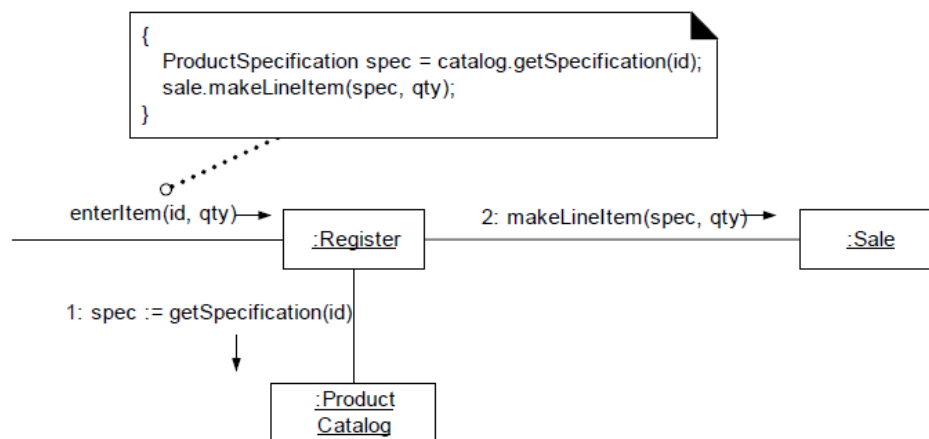 {
ProductSpecification spec = catalog.getSpecification(id);
sale.makeLineItem(spec, qty);
}
enterItem(id, qty)
2: makeLineItem(spec, qty)
:Register
:Sale
1: spec := getSpecification(id)
:Product
Catalog